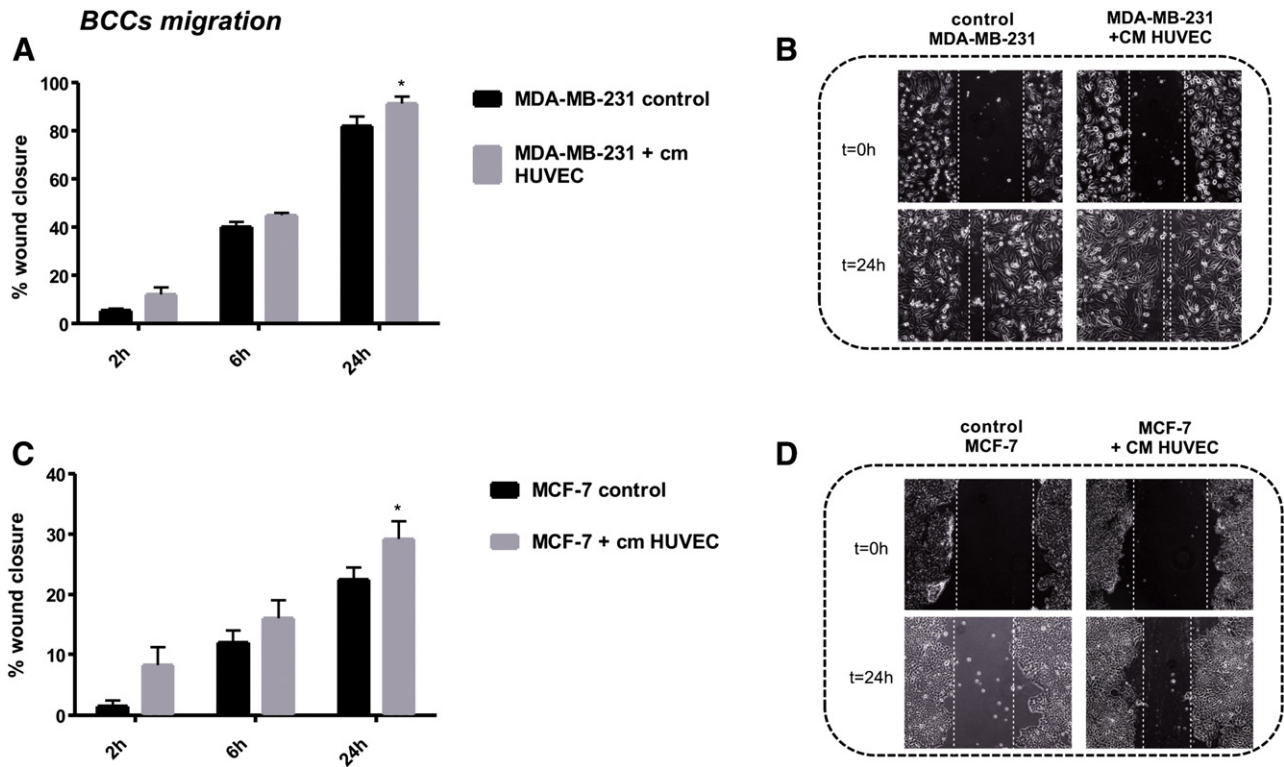 BCCs migration
A
% wound closure
100
80
60
40
20
0
*
2h
6h
24h
MDA-MB-231 control
MDA-MB-231 + cm
HUVEC
B
control
MDA-MB-231
MDA-MB-231
+CM HUVEC
t=0h
t=24h
C
% wound closure
40
30
20
10
0
*
2h
6h
24h
MCF-7 control
MCF-7 + cm HUVEC
D
control
MCF-7
MCF-7
+ CM HUVEC
t=0h
t=24h